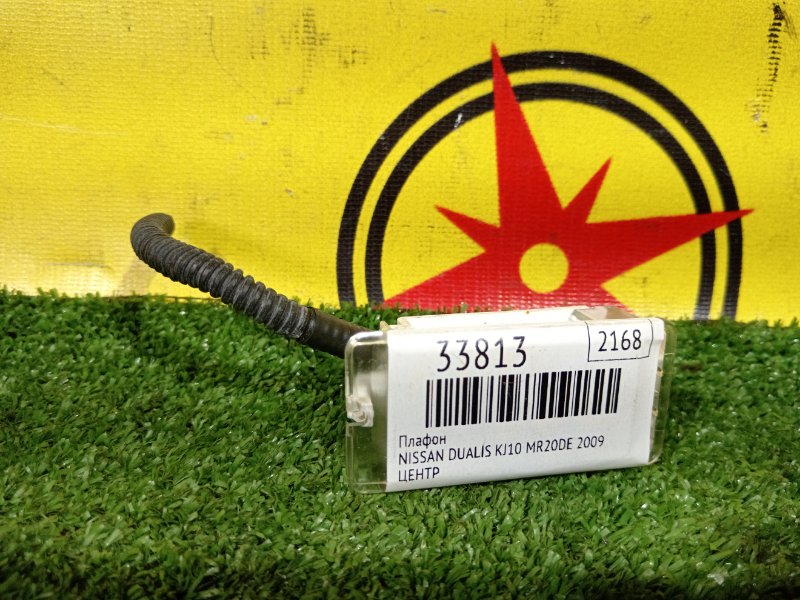 33813
2168
Плафон
NISSAN DUALIS KJ10 MR20DE 2009
ЦЕНТР